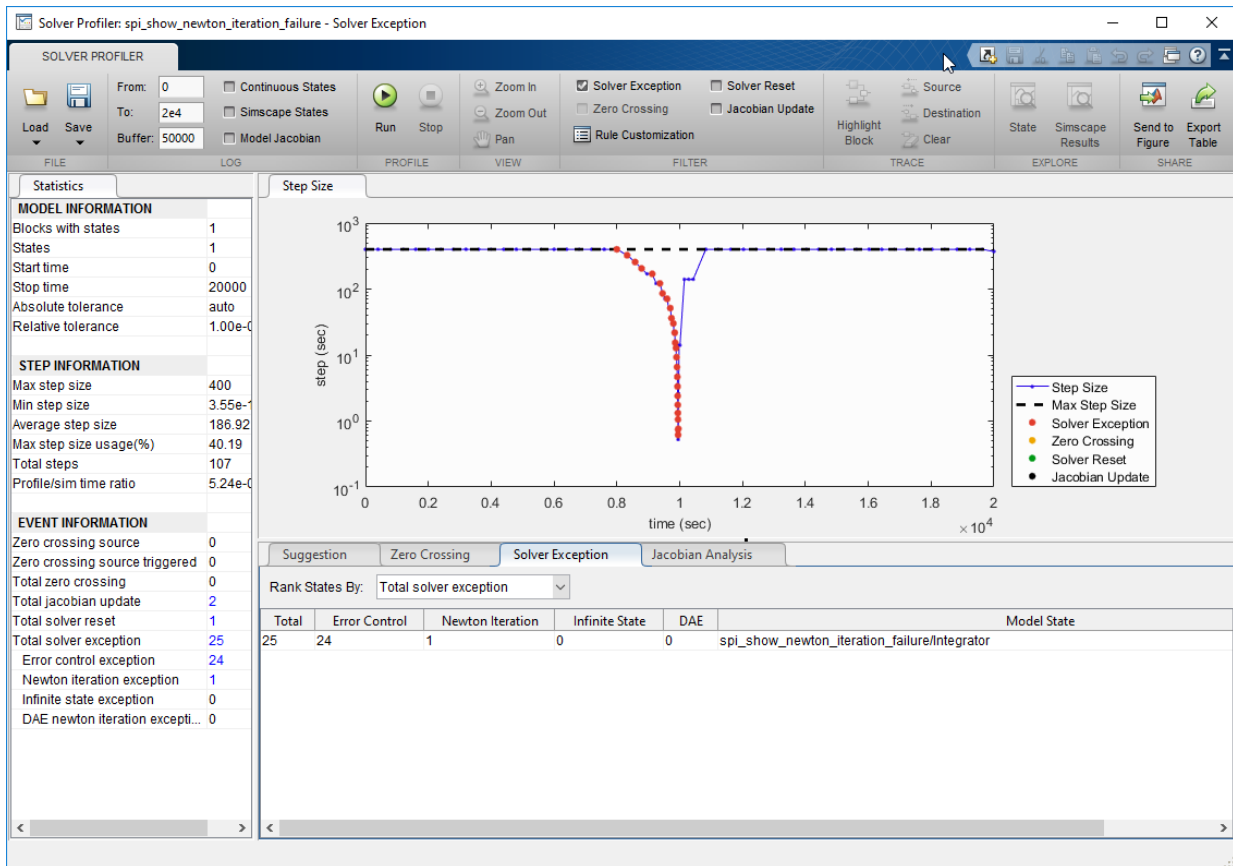 Solver Profiler: spi_show_newton_iteration_failure - Solver Exception
SOLVER PROFILER
Load
Save
From: 0
To: 2e4
Buffer: 50000
FILE
Continuous States
Simscape States
Model Jacobian
LOG
Run
Stop
PROFILE
Zoom In
Zoom Out
Pan
VIEW
Solver Exception
Solver Reset
Zero Crossing
Jacobian Update
Rule Customization
FILTER
Highlight
Block
Source
Destination
Clear
TRACE
State
Simscape
Results
EXPLORE
Send to
Figure
Export
Table
SHARE
Statistics
MODEL INFORMATION
Blocks with states 1
States 1
Start time 0
Stop time 20000
Absolute tolerance auto
Relative tolerance 1.00e-0
STEP INFORMATION
Max step size 400
Min step size 3.55e-1
Average step size 186.92
Max step size usage(%) 40.19
Total steps 107
Profile/sim time ratio 5.24e-0
EVENT INFORMATION
Zero crossing source 0
Zero crossing source triggered 0
Total zero crossing 0
Total jacobian update 2
Total solver reset 1
Total solver exception 25
Error control exception 24
Newton iteration exception 1
Infinite state exception 0
DAE newton iteration excepti... 0
Step Size
10^3
10^2
10^1
10^0
10^-1
step (sec)
0 0.2 0.4 0.6 0.8 1 1.2 1.4 1.6 1.8 2
time (sec)
×10^4
Step Size
Max Step Size
Solver Exception
Zero Crossing
Solver Reset
Jacobian Update
Suggestion Zero Crossing Solver Exception Jacobian Analysis
Rank States By: Total solver exception
Total Error Control Newton Iteration Infinite State DAE Model State
25 24 1 0 0 spi_show_newton_iteration_failure/Integrator